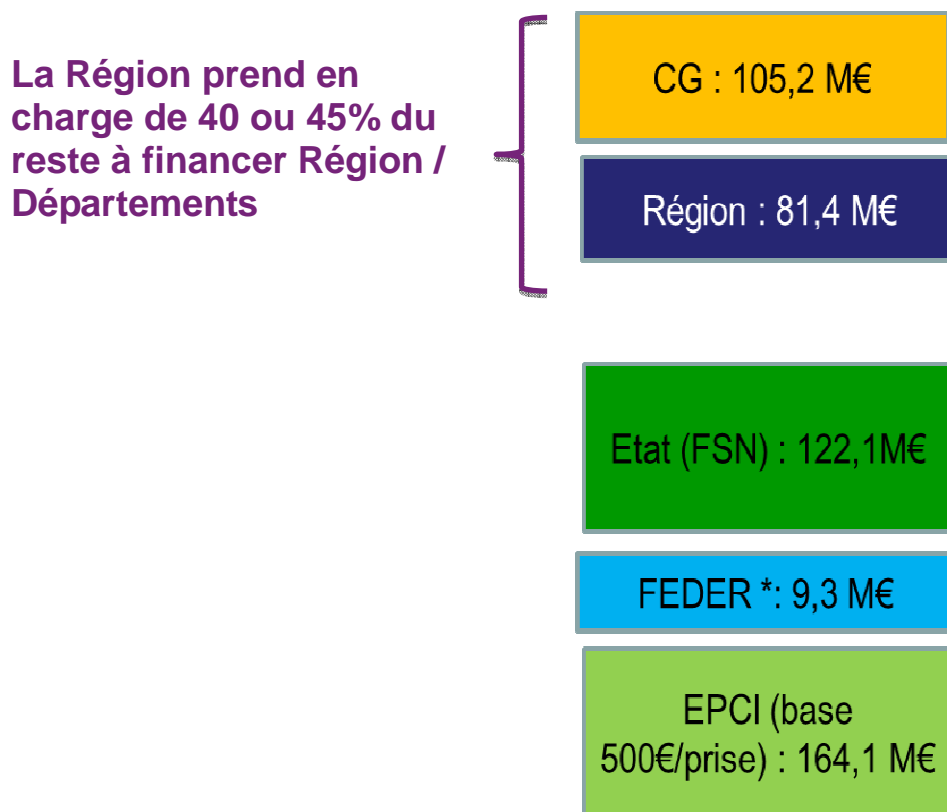 La Région prend en
charge de 40 ou 45% du
reste à financer Région /
Départements
CG : 105,2 M€
Région : 81,4 M€
Etat (FSN) : 122,1M€
FEDER *: 9,3 M€
EPCI (base
500€/prise) : 164,1 M€